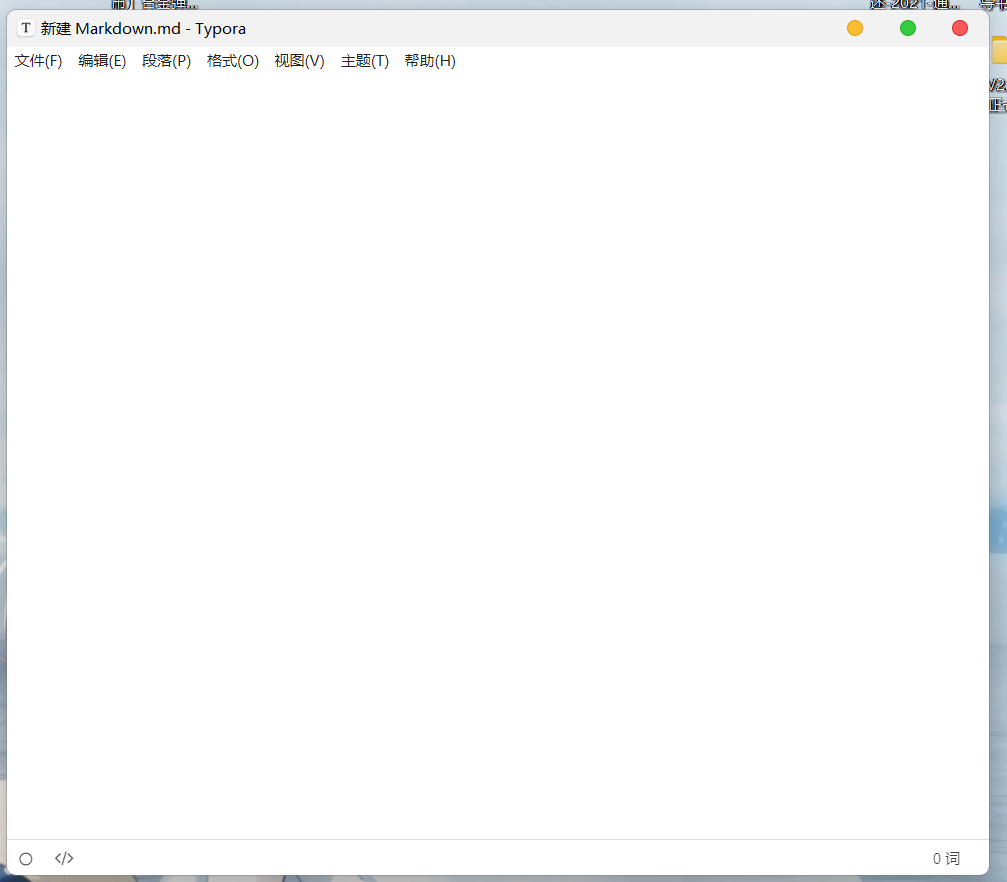 T 新建 Markdown.md - Typora
文件(F) 编辑(E) 段落(P) 格式(O) 视图(V) 主题(T) 帮助(H)
</> 0 词